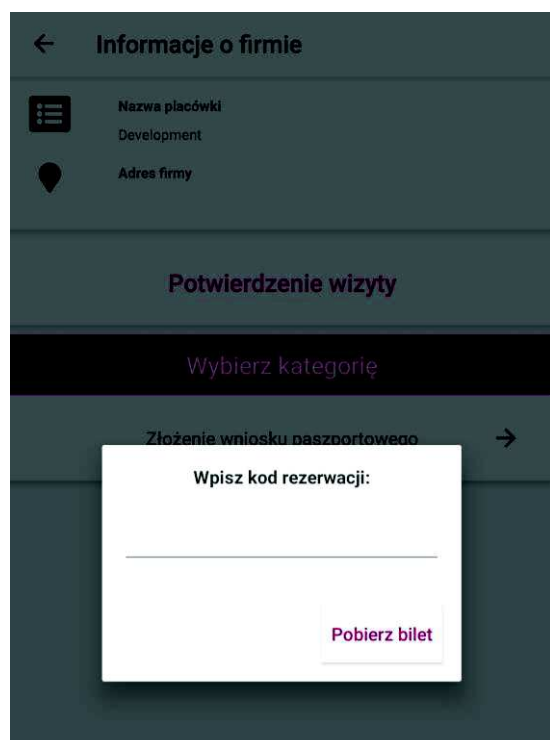 Informacje o firmie
Nazwa placówki
Development
Adres firmy
Potwierdzenie wizyty
Wybierz kategorię
Złożenie wniosku paszportowego
Wpisz kod rezerwacji:
Pobierz bilet